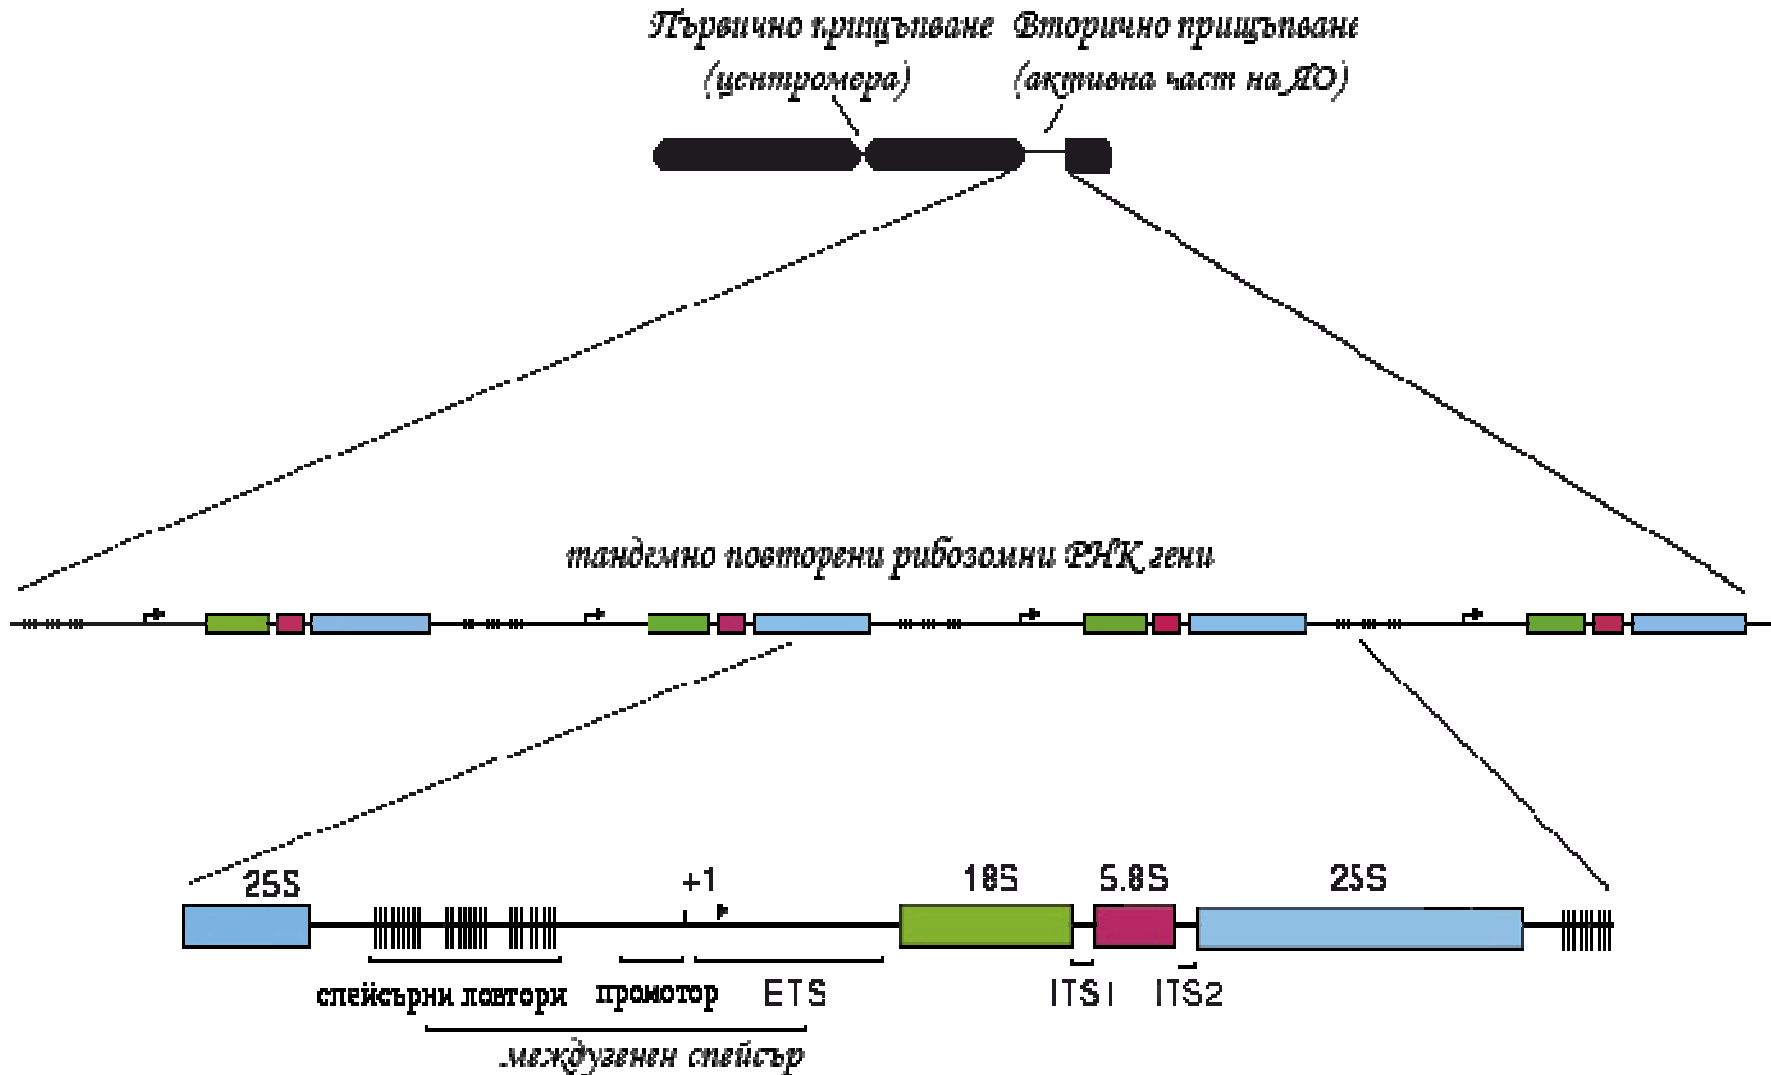 Първично прищъпване
(центромера)
Вторично прищъпване
(активна част на ЯО)
тандемно повторени рибозомни РНК гени
25S
+1
18S
5.8S
25S
спейсърни повтори
промотор
ETS
ITS1
ITS2
междугенен спейсър